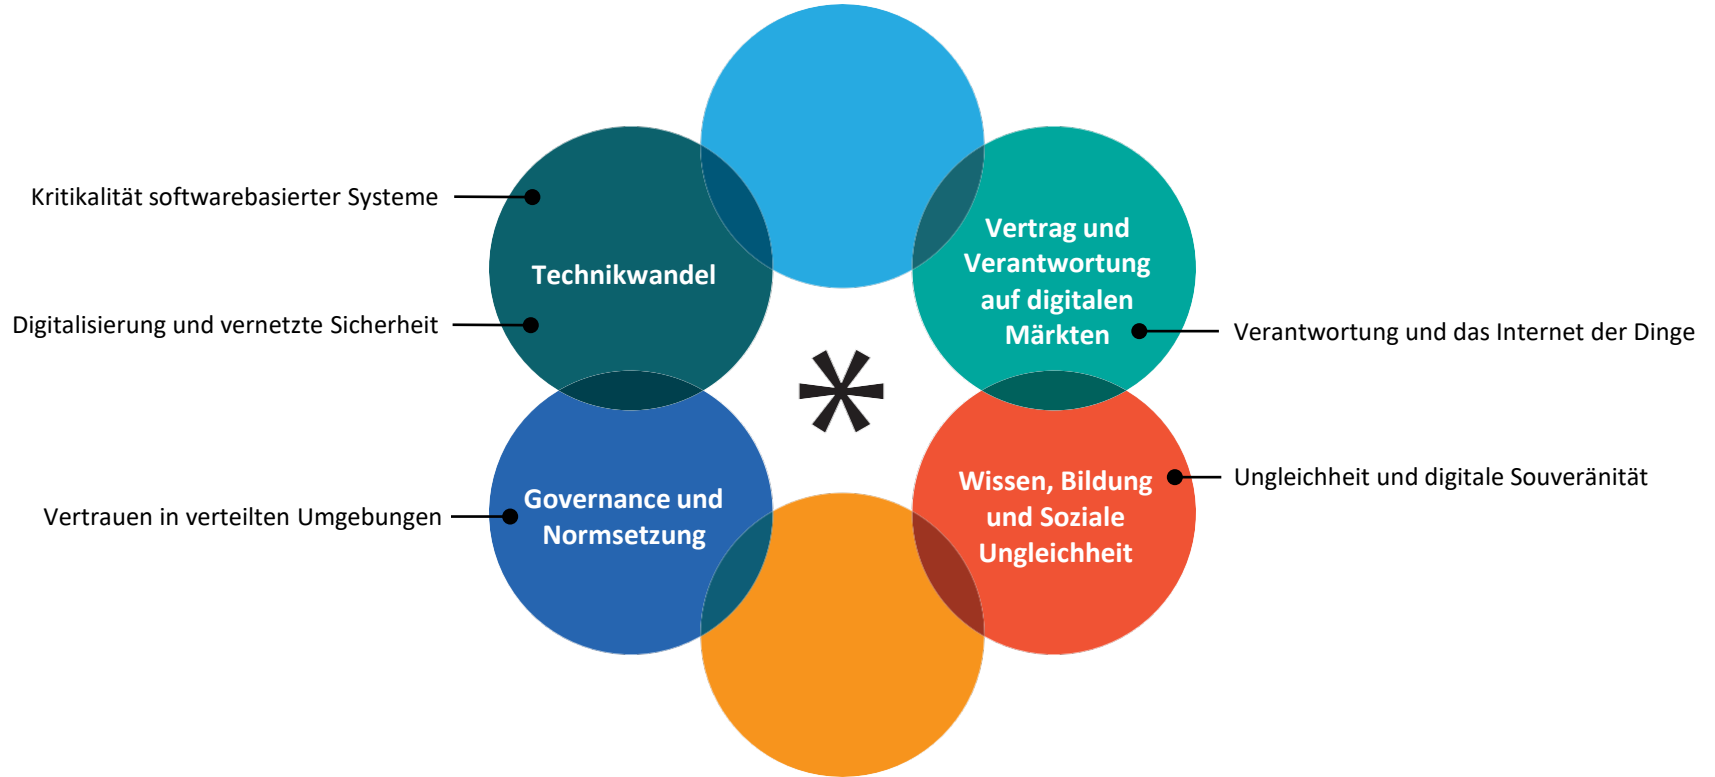 Kritikalität softwarebasierter Systeme
Digitalisierung und vernetzte Sicherheit
Technikwandel
Vertrag und
Verantwortung
auf digitalen
Märkten
Verantwortung und das Internet der Dinge
*
Vertrauen in verteilten Umgebungen
Governance und
Normsetzung
Wissen, Bildung
und Soziale
Ungleichheit
Ungleichheit und digitale Souveränität